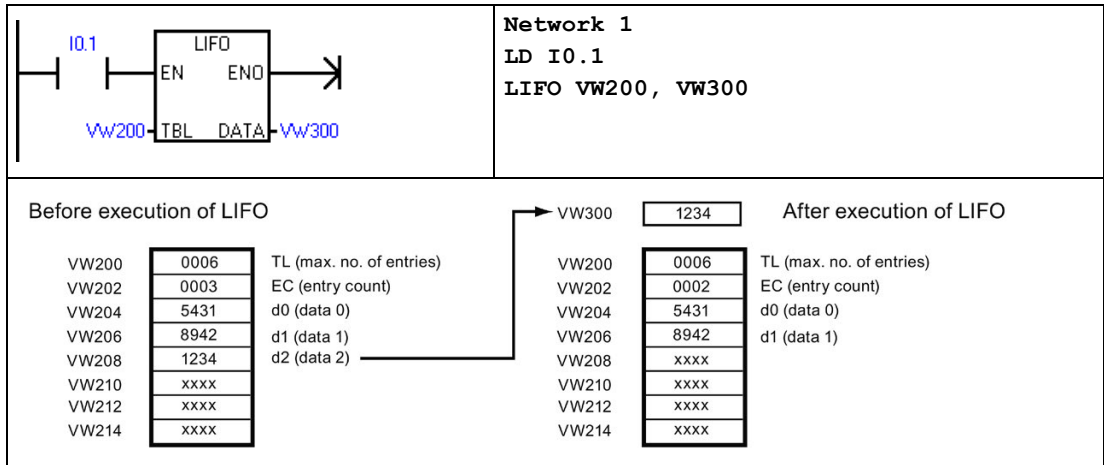 I0.1
LIFO
EN ENO
VW200 TBL DATA VW300
Network 1
LD I0.1
LIFO VW200, VW300
Before execution of LIFO
VW200 0006 TL (max. no. of entries)
VW202 0003 EC (entry count)
VW204 5431 d0 (data 0)
VW206 8942 d1 (data 1)
VW208 1234 d2 (data 2)
VW210 xxxx
VW212 xxxx
VW214 xxxx
VW300 1234 After execution of LIFO
VW200 0006 TL (max. no. of entries)
VW202 0002 EC (entry count)
VW204 5431 d0 (data 0)
VW206 8942 d1 (data 1)
VW208 xxxx
VW210 xxxx
VW212 xxxx
VW214 xxxx